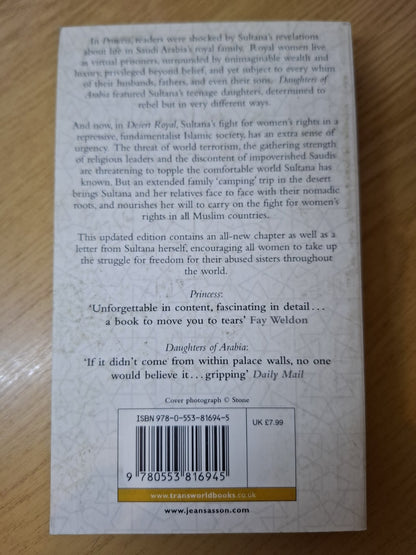 In Princess, readers were shocked by Sultana's revelations
about life in Saudi Arabia's royal family. Royal women live
as virtual prisoners, surrounded by unimaginable wealth and
luxury, privileged beyond belief, and yet subject to every whim
of their husbands, fathers, and even their sons. Daughters of
Arabia featured Sultana's teenage daughters, determined to
rebel but in very different ways.
And now, in Desert Royal, Sultana's fight for women's rights in a
repressive, fundamentalist Islamic society, has an extra sense of
urgency. The threat of world terrorism, the gathering strength
of religious leaders and the discontent of impoverished Saudis
are threatening to topple the comfortable world Sultana has
known. But an extended family 'camping' trip in the desert
brings Sultana and her relatives face to face with their nomadic
roots, and nourishes her will to carry on the fight for women's
rights in all Muslim countries.
This updated edition contains an all-new chapter as well as a
letter from Sultana herself, encouraging all women to take up
the struggle for freedom for their abused sisters throughout
the world.
Princess:
'Unforgettable in content, fascinating in detail...
a book to move you to tears' Fay Weldon
Daughters of Arabia:
'If it didn't come from within palace walls, no one
would believe it...gripping' Daily Mail
Cover photograph © Stone
ISBN 978-0-553-81694-5
UK £7.99
9 780553 816945
www.transworldbooks.co.uk
www.jeansasson.com